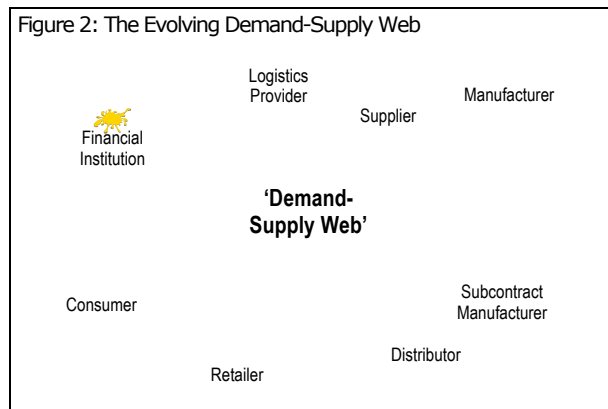 Figure 2: The Evolving Demand-Supply Web
Logistics
Provider
Manufacturer
Supplier
Financial
Institution
‘Demand-
Supply Web’
Consumer
Subcontract
Manufacturer
Distributor
Retailer